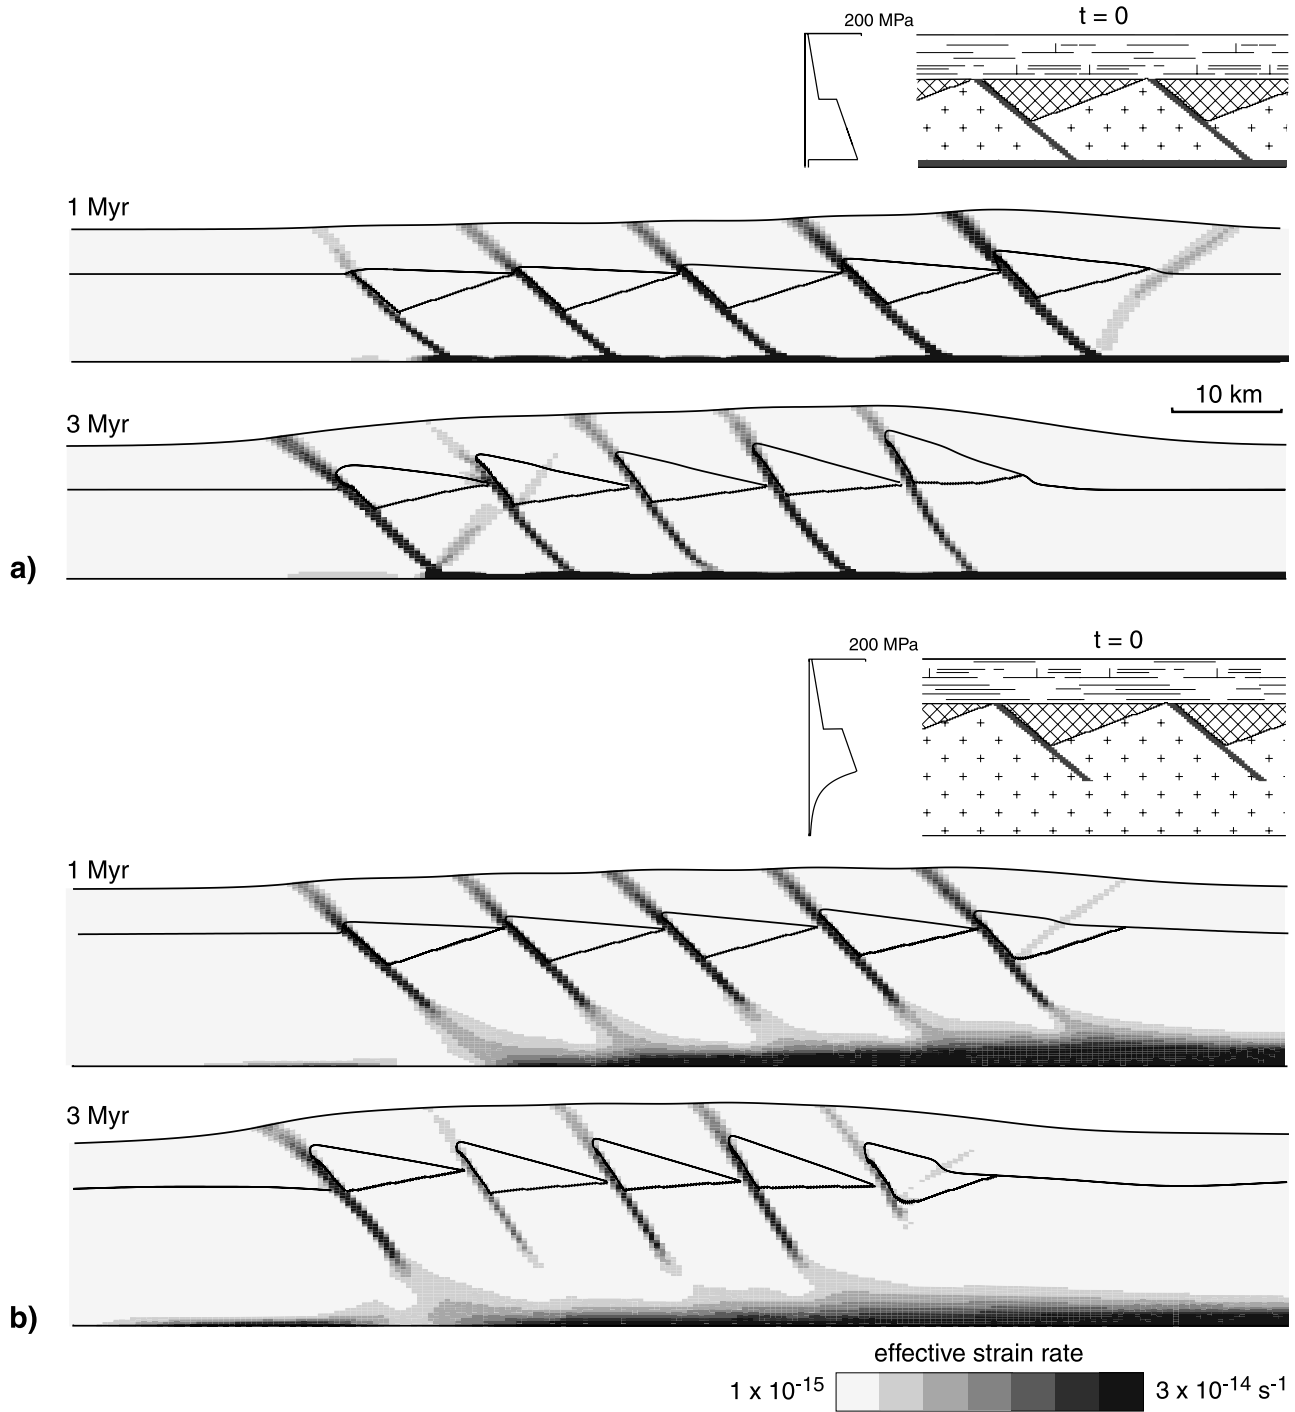 200 MPa
t = 0
1 Myr
10 km
3 Myr
a)
200 MPa
t = 0
1 Myr
3 Myr
b)
effective strain rate
1 x 10⁻¹⁵
3 x 10⁻¹⁴ s⁻¹